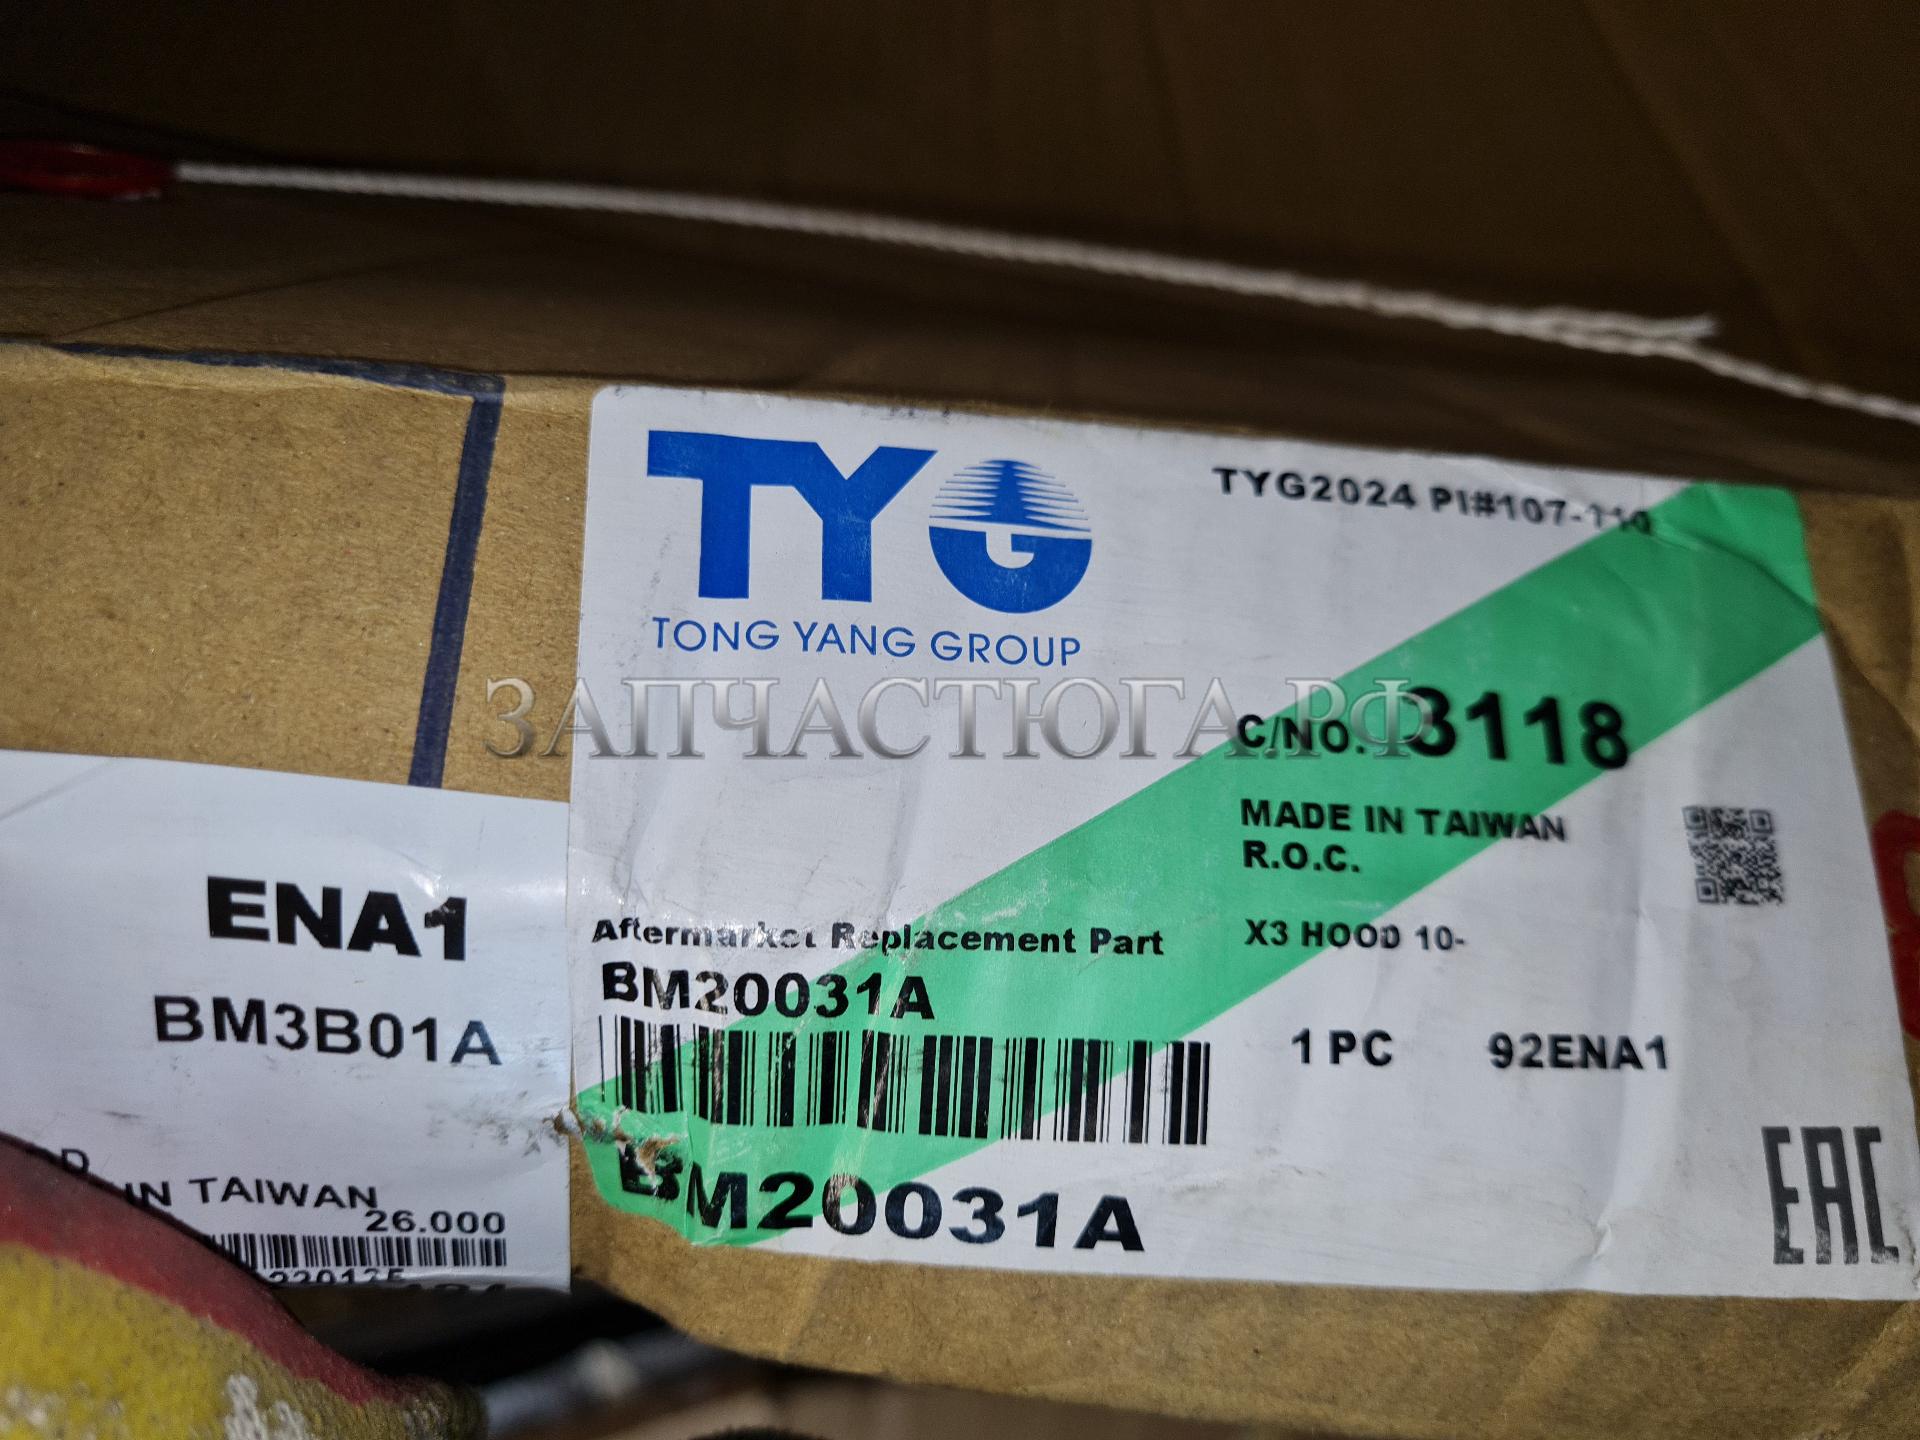 TYG
TONG YANG GROUP
TYG2024 PI#107-110
ЗАПЧАСТЮГА.РФ
C/NO. 3118
MADE IN TAIWAN
R.O.C.
Aftermarket Replacement Part
X3 HOOD 10-
BM20031A
1 PC 92ENA1
BM20031A
EAC
ENA1
BM3B01A
IN TAIWAN
26.000